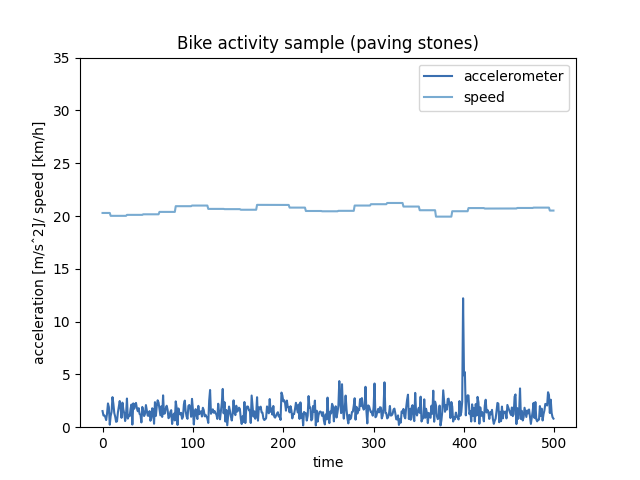 Bike activity sample (paving stones)
accelerometer
speed
acceleration [m/s^2]/ speed [km/h]
35
30
25
20
15
10
5
0
0 100 200 300 400 500
time